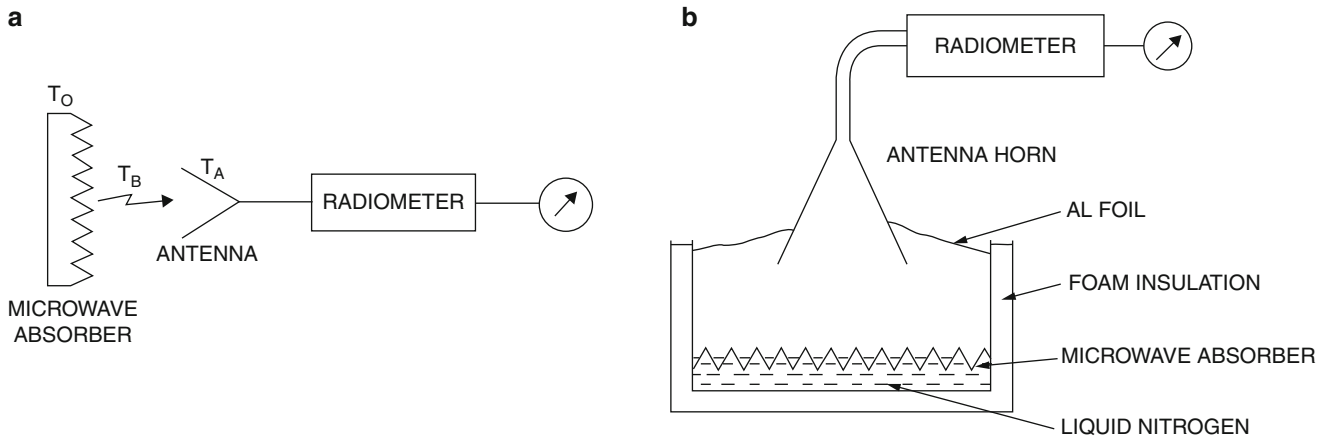 a
T_O
T_B
T_A
RADIOMETER
ANTENNA
MICROWAVE
ABSORBER
b
RADIOMETER
ANTENNA HORN
AL FOIL
FOAM INSULATION
MICROWAVE ABSORBER
LIQUID NITROGEN